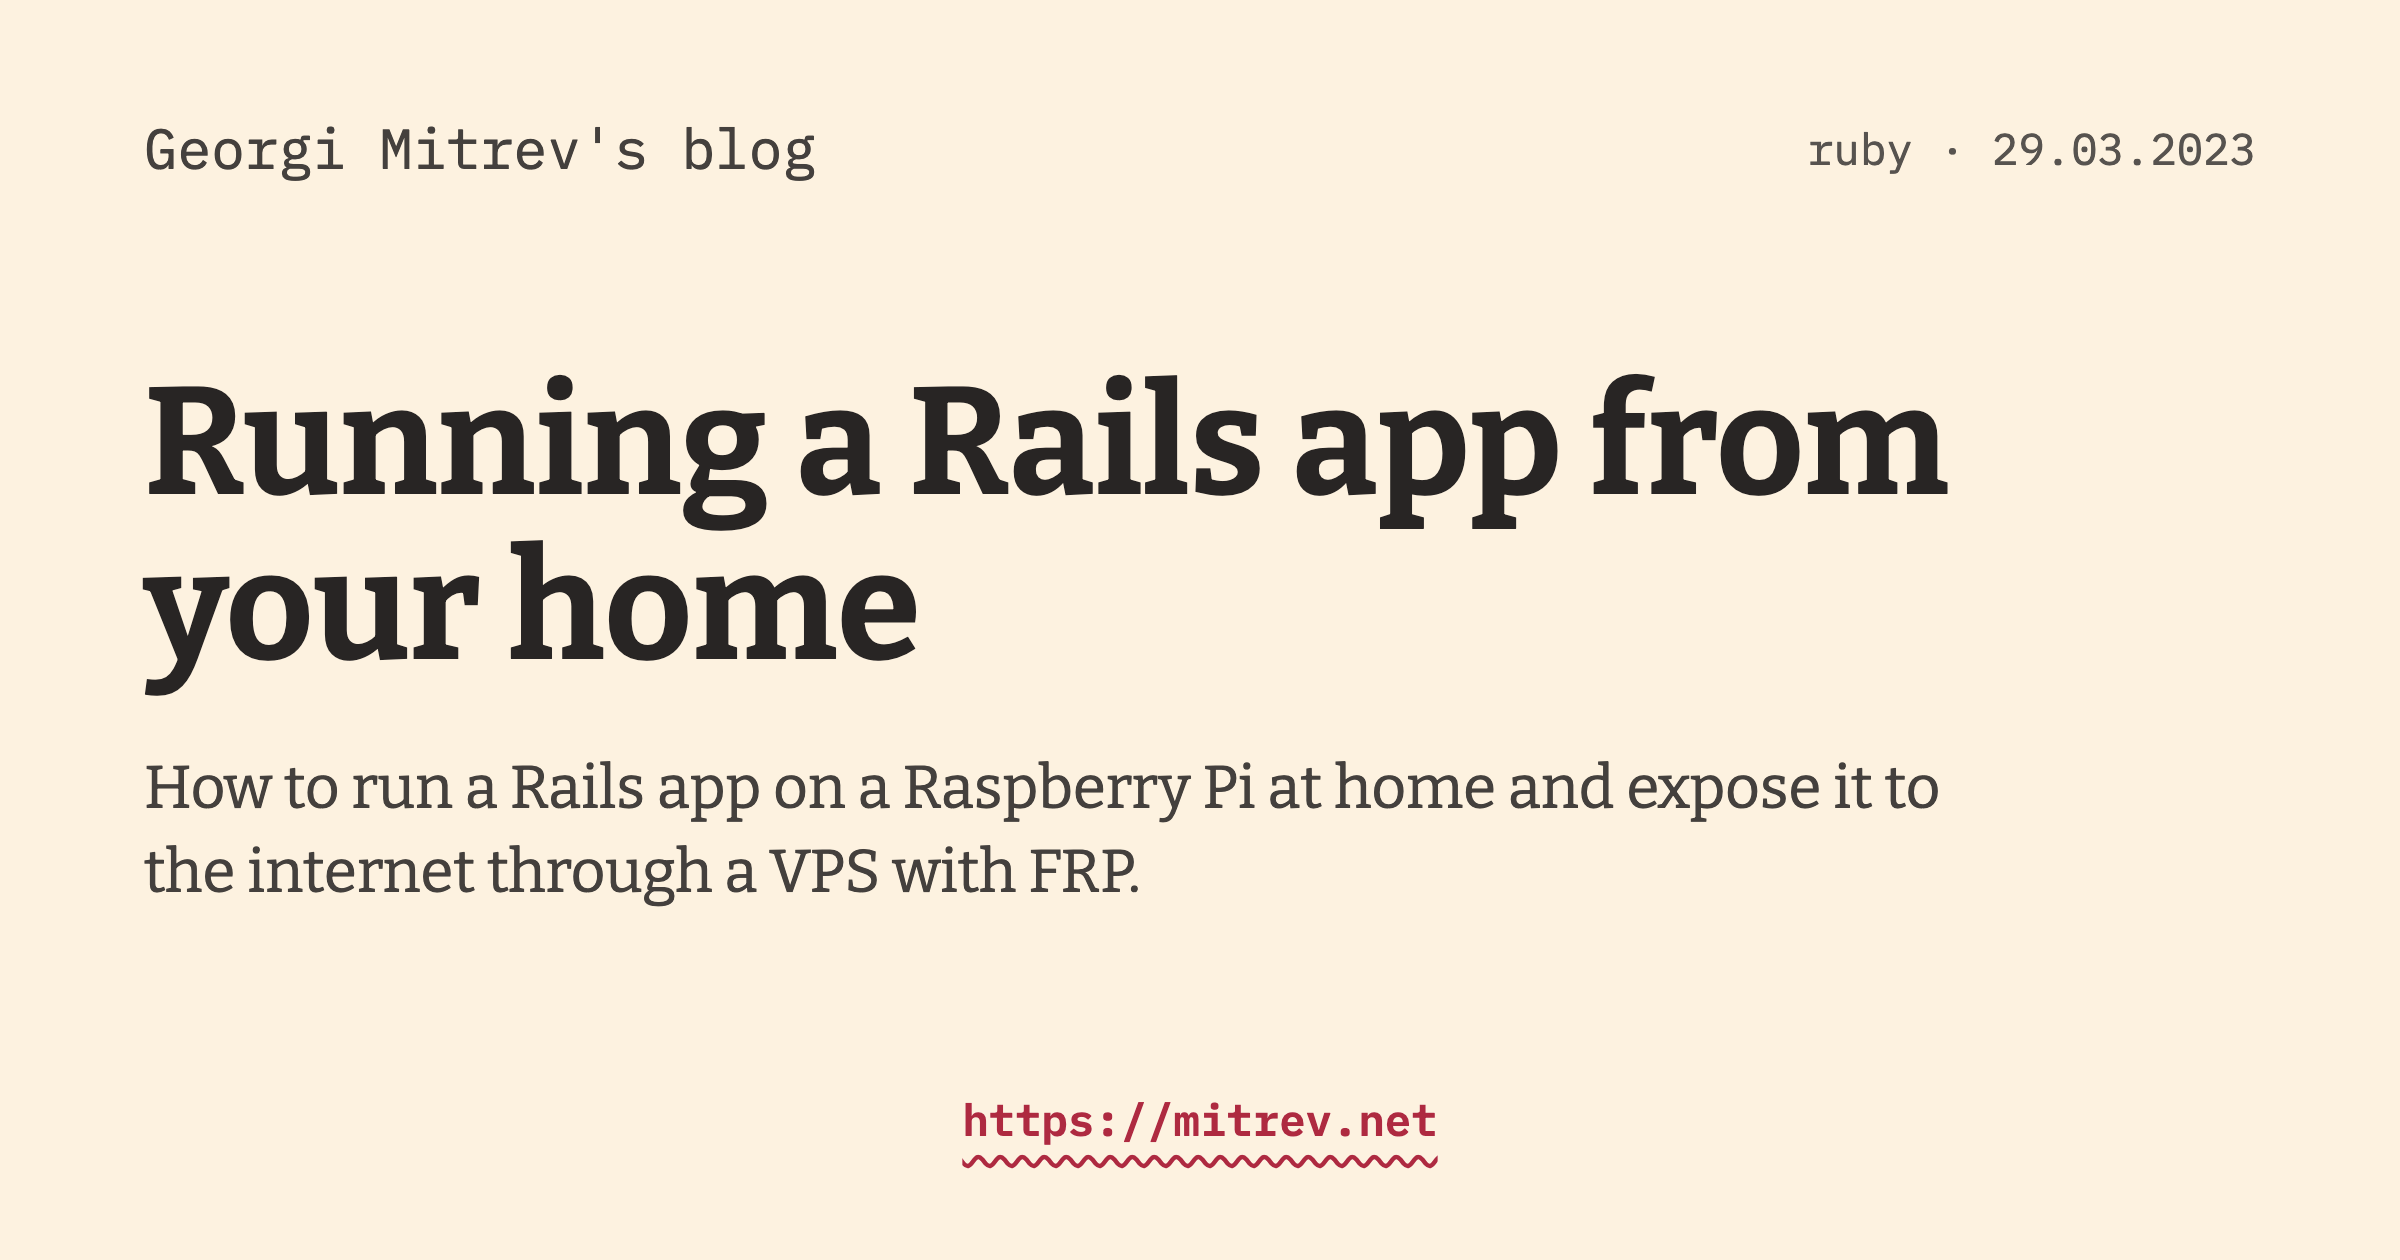 Georgi Mitrev's blog
ruby · 29.03.2023
Running a Rails app from
your home
How to run a Rails app on a Raspberry Pi at home and expose it to
the internet through a VPS with FRP.
https://mitrev.net